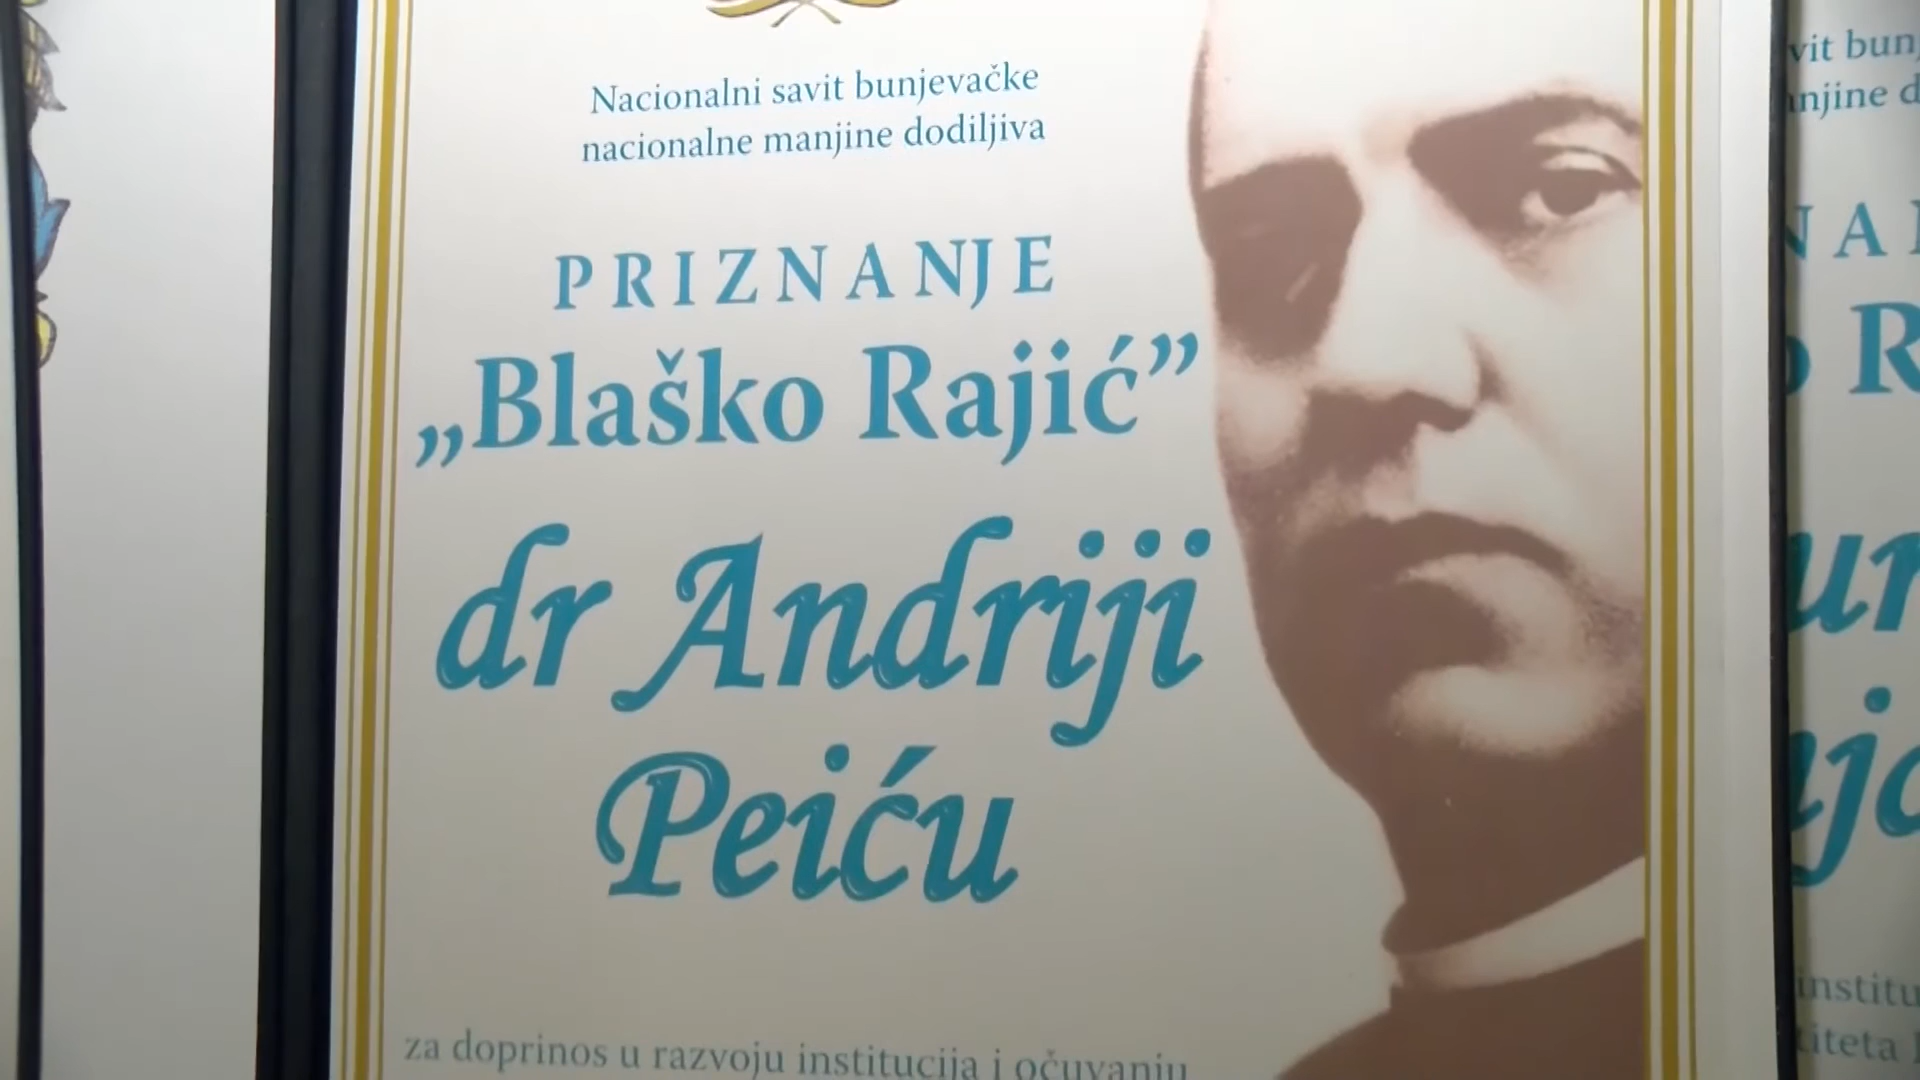 Nacionalni savit bunjevačke
nacionalne manjine dodiljiva
PRIZNANJE
„Blaško Rajić”
dr Andriji
Peiću
za doprinos u razvoju institucija i očuvanju